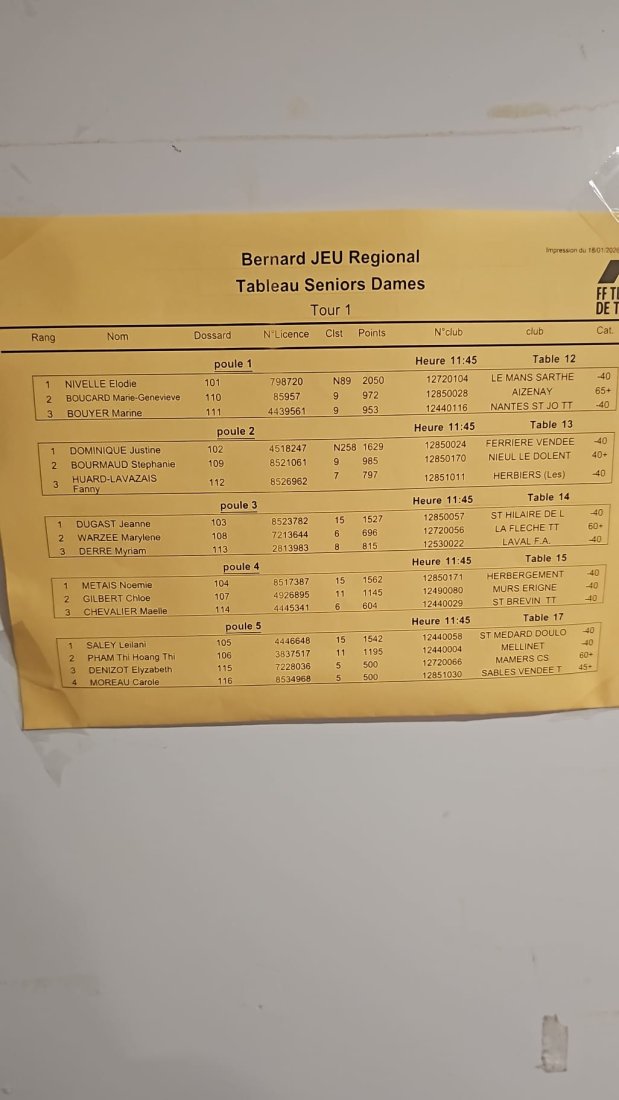 Impression du 18/01/2026
Bernard JEU Regional
Tableau Seniors Dames
Tour 1
FF T
DE T
Rang Nom Dossard N°Licence Clst Points N°club club Cat.
poule 1 Heure 11:45 Table 12
1 NIVELLE Elodie 101 798720 N89 2050 12720104 LE MANS SARTHE -40
2 BOUCARD Marie-Genevieve 110 85957 9 972 12850028 AIZENAY 65+
3 BOUYER Marine 111 4439561 9 953 12440116 NANTES ST JO TT -40
poule 2 Heure 11:45 Table 13
1 DOMINIQUE Justine 102 4518247 N258 1629 12850024 FERRIERE VENDEE -40
2 BOURMAUD Stephanie 109 8521061 9 985 12850170 NIEUL LE DOLENT 40+
3 HUARD-LAVAZAIS Fanny 112 8526962 7 797 12851011 HERBIERS (Les) -40
poule 3 Heure 11:45 Table 14
1 DUGAST Jeanne 103 8523782 15 1527 12850057 ST HILAIRE DE L -40
2 WARZEE Marylene 108 7213644 6 696 12720056 LA FLECHE TT 60+
3 DERRE Myriam 113 2813983 8 815 12530022 LAVAL F.A. -40
poule 4 Heure 11:45 Table 15
1 METAIS Noemie 104 8517387 15 1562 12850171 HERBERGEMENT -40
2 GILBERT Chloe 107 4926895 11 1145 12490080 MURS ERIGNE -40
3 CHEVALIER Maelle 114 4445341 6 604 12440029 ST BREVIN TT -40
poule 5 Heure 11:45 Table 17
1 SALEY Leilani 105 4446648 15 1542 12440058 ST MEDARD DOULO -40
2 PHAM Thi Hoang Thi 106 3837517 11 1195 12440004 MELLINET -40
3 DENIZOT Elyzabeth 115 7228036 5 500 12720066 MAMERS CS 60+
4 MOREAU Carole 116 8534968 5 500 12851030 SABLES VENDEE T 45+